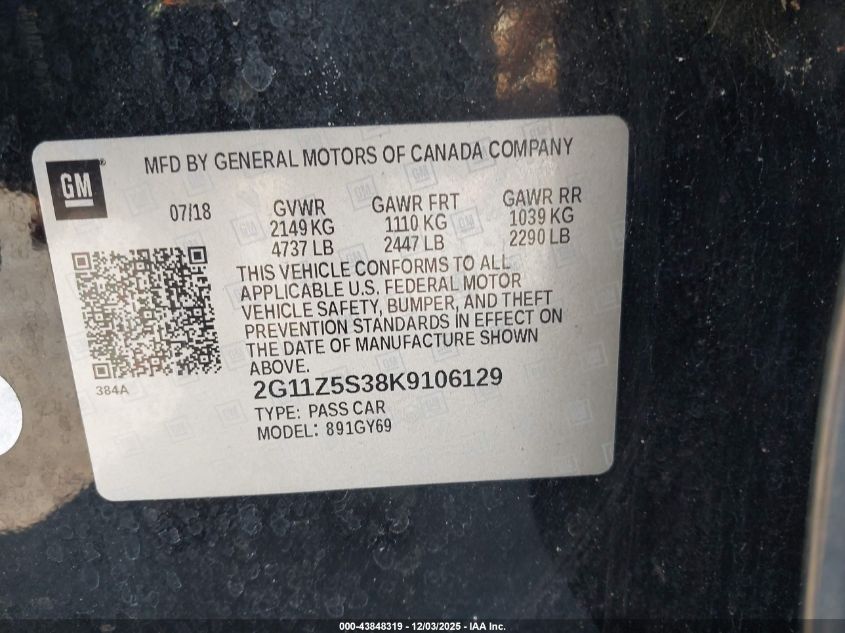 MFD BY GENERAL MOTORS OF CANADA COMPANY
GM
07/18
GVWR
2149 KG
4737 LB
GAWR FRT
1110 KG
2447 LB
GAWR RR
1039 KG
2290 LB
THIS VEHICLE CONFORMS TO ALL
APPLICABLE U.S. FEDERAL MOTOR
VEHICLE SAFETY, BUMPER, AND THEFT
PREVENTION STANDARDS IN EFFECT ON
THE DATE OF MANUFACTURE SHOWN
ABOVE.
384A
2G11Z5S38K9106129
TYPE: PASS CAR
MODEL: 891GY69
000-43848319 - 12/03/2025 - IAA Inc.